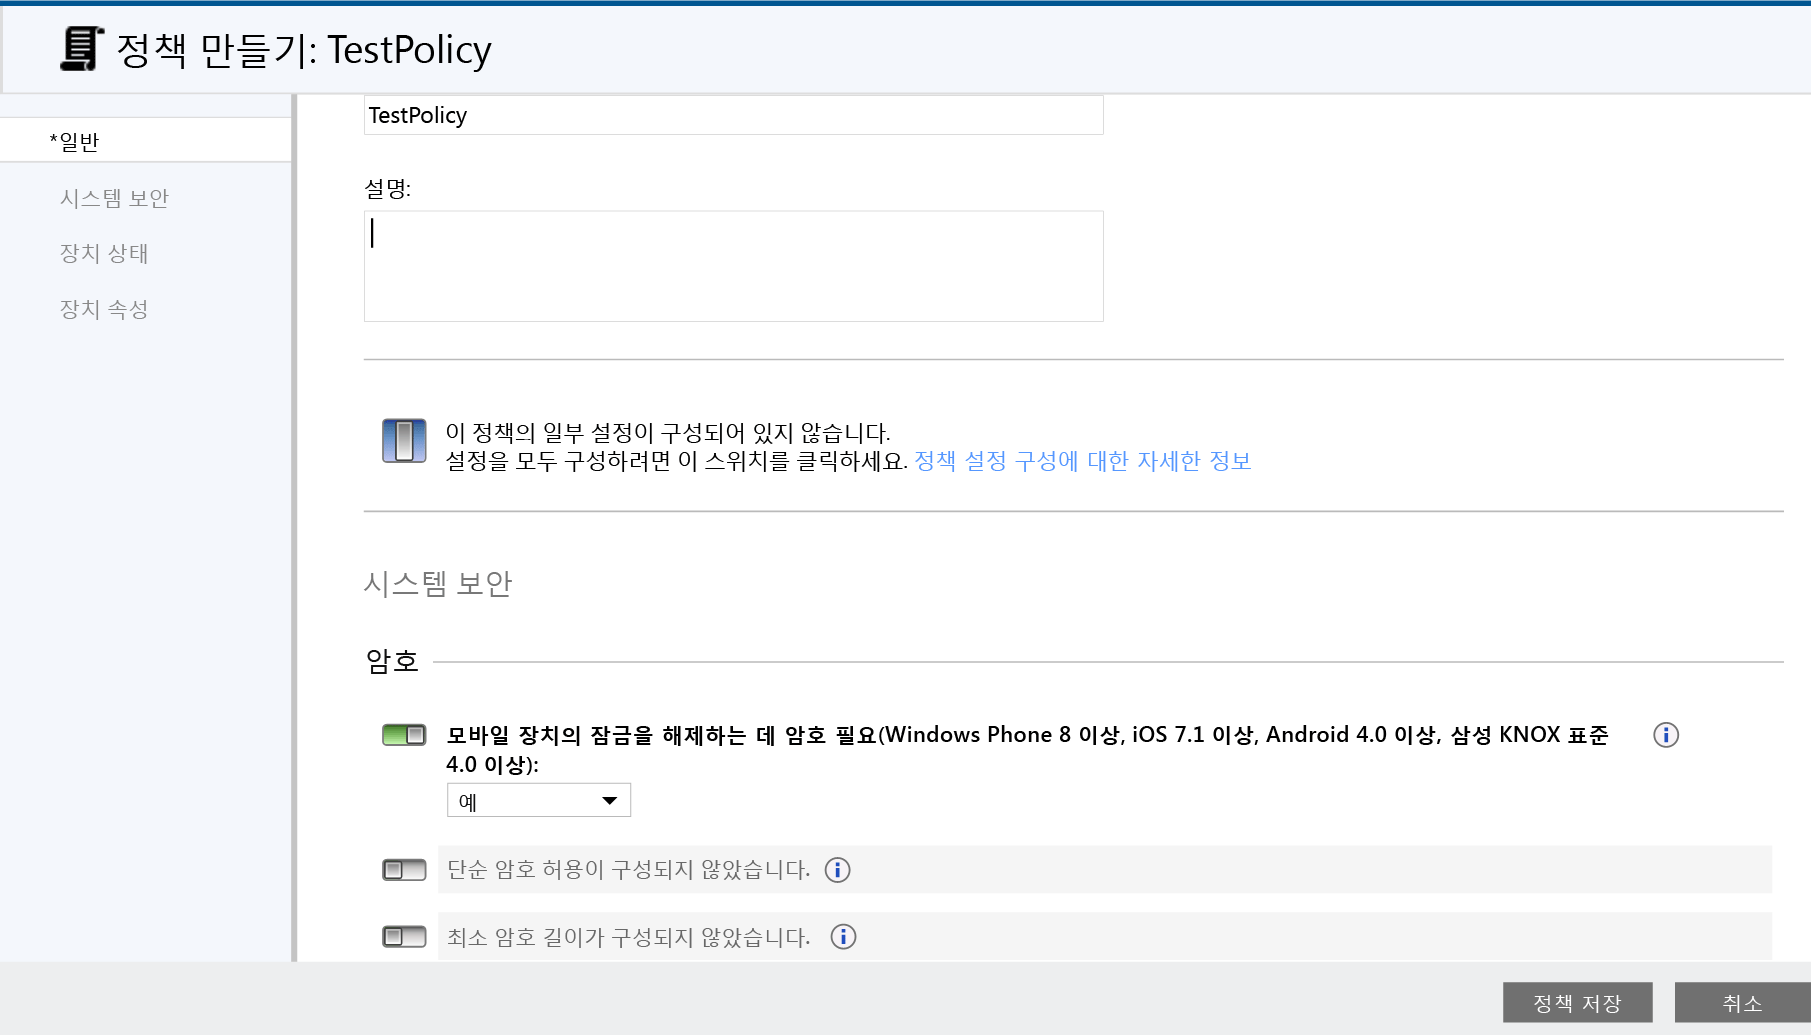 정책 만들기: TestPolicy
*일반
시스템 보안
장치 상태
장치 속성
TestPolicy
설명:
이 정책의 일부 설정이 구성되어 있지 않습니다.
설정을 모두 구성하려면 이 스위치를 클릭하세요. 정책 설정 구성에 대한 자세한 정보
시스템 보안
암호
모바일 장치의 잠금을 해제하는 데 암호 필요(Windows Phone 8 이상, iOS 7.1 이상, Android 4.0 이상, 삼성 KNOX 표준
4.0 이상):
예
단순 암호 허용이 구성되지 않았습니다.
최소 암호 길이가 구성되지 않았습니다.
정책 저장
취소